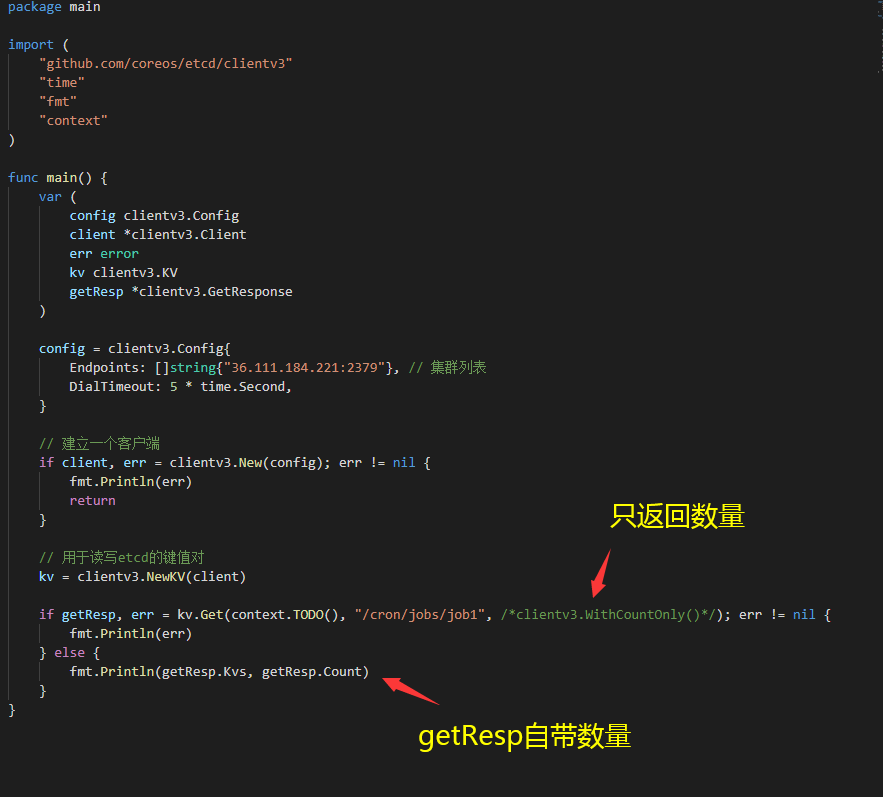 package main
import (
"github.com/coreos/etcd/clientv3"
"time"
"fmt"
"context"
)
func main() {
var (
config clientv3.Config
client *clientv3.Client
err error
kv clientv3.KV
getResp *clientv3.GetResponse
)
config = clientv3.Config{
Endpoints: []string{"36.111.184.221:2379"}, // 集群列表
DialTimeout: 5 * time.Second,
}
// 建立一个客户端
if client, err = clientv3.New(config); err != nil {
fmt.Println(err)
return
}
只返回数量
// 用于读写etcd的键值对
kv = clientv3.NewKV(client)
if getResp, err = kv.Get(context.TODO(), "/cron/jobs/job1", /*clientv3.WithCountOnly()*/); err != nil {
fmt.Println(err)
} else {
fmt.Println(getResp.Kvs, getResp.Count)
}
}
getResp自带数量